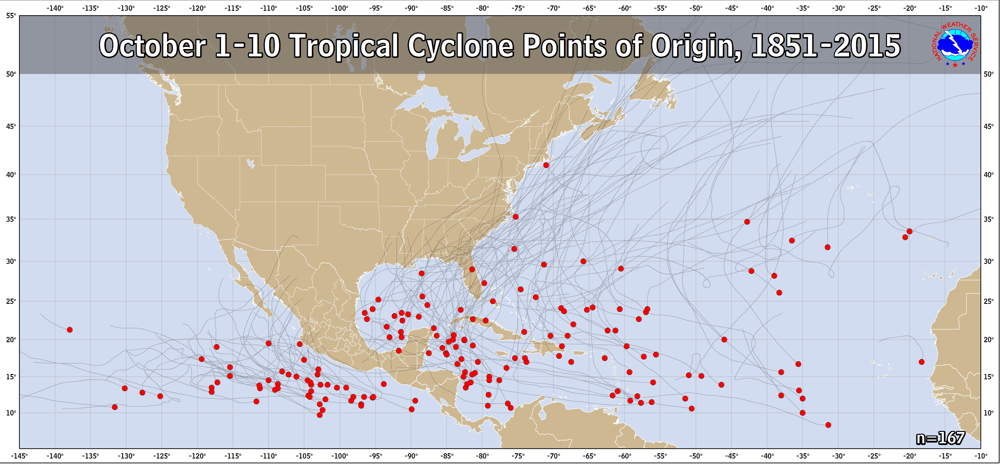 -140° -135° -130° -125° -120° -115° -110° -105° -100° -95° -90° -85° -80° -75° -70° -65° -60° -55° -50° -45° -40° -35° -30° -25° -20° -15° -10°
55°
October 1-10 Tropical Cyclone Points of Origin, 1851-2015
NATIONAL WEATHER SERVICE
50° 50°
45° 45°
40° 40°
35° 35°
30° 30°
25° 25°
20° 20°
15° 15°
10° 10°
n=167
-145° -140° -135° -130° -125° -120° -115° -110° -105° -100° -95° -90° -85° -80° -75° -70° -65° -60° -55° -50° -45° -40° -35° -30° -25° -20° -15° -10°